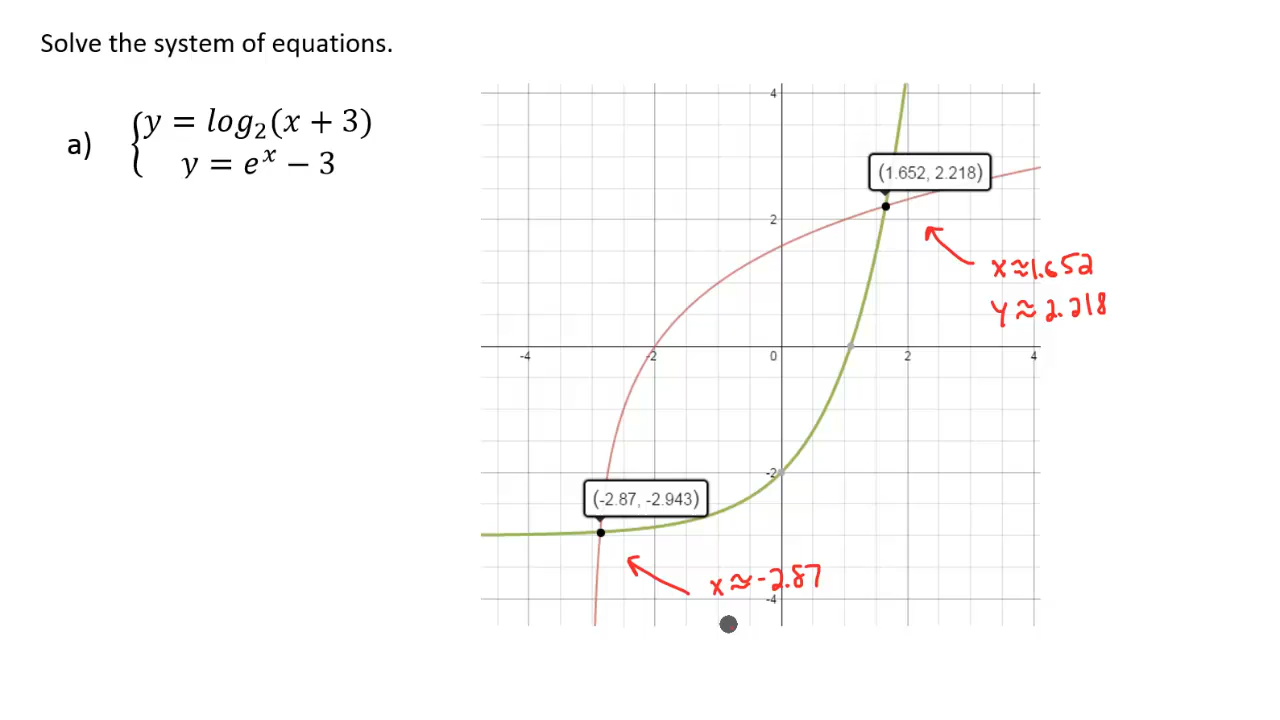 Solve the system of equations.
a) { y = log₂(x + 3)
y = eˣ − 3
4
(1.652, 2.218)
2
x≈1.652
y≈2.218
-4
-2
0
2
4
-2
(-2.87, -2.943)
x≈-2.87
-4